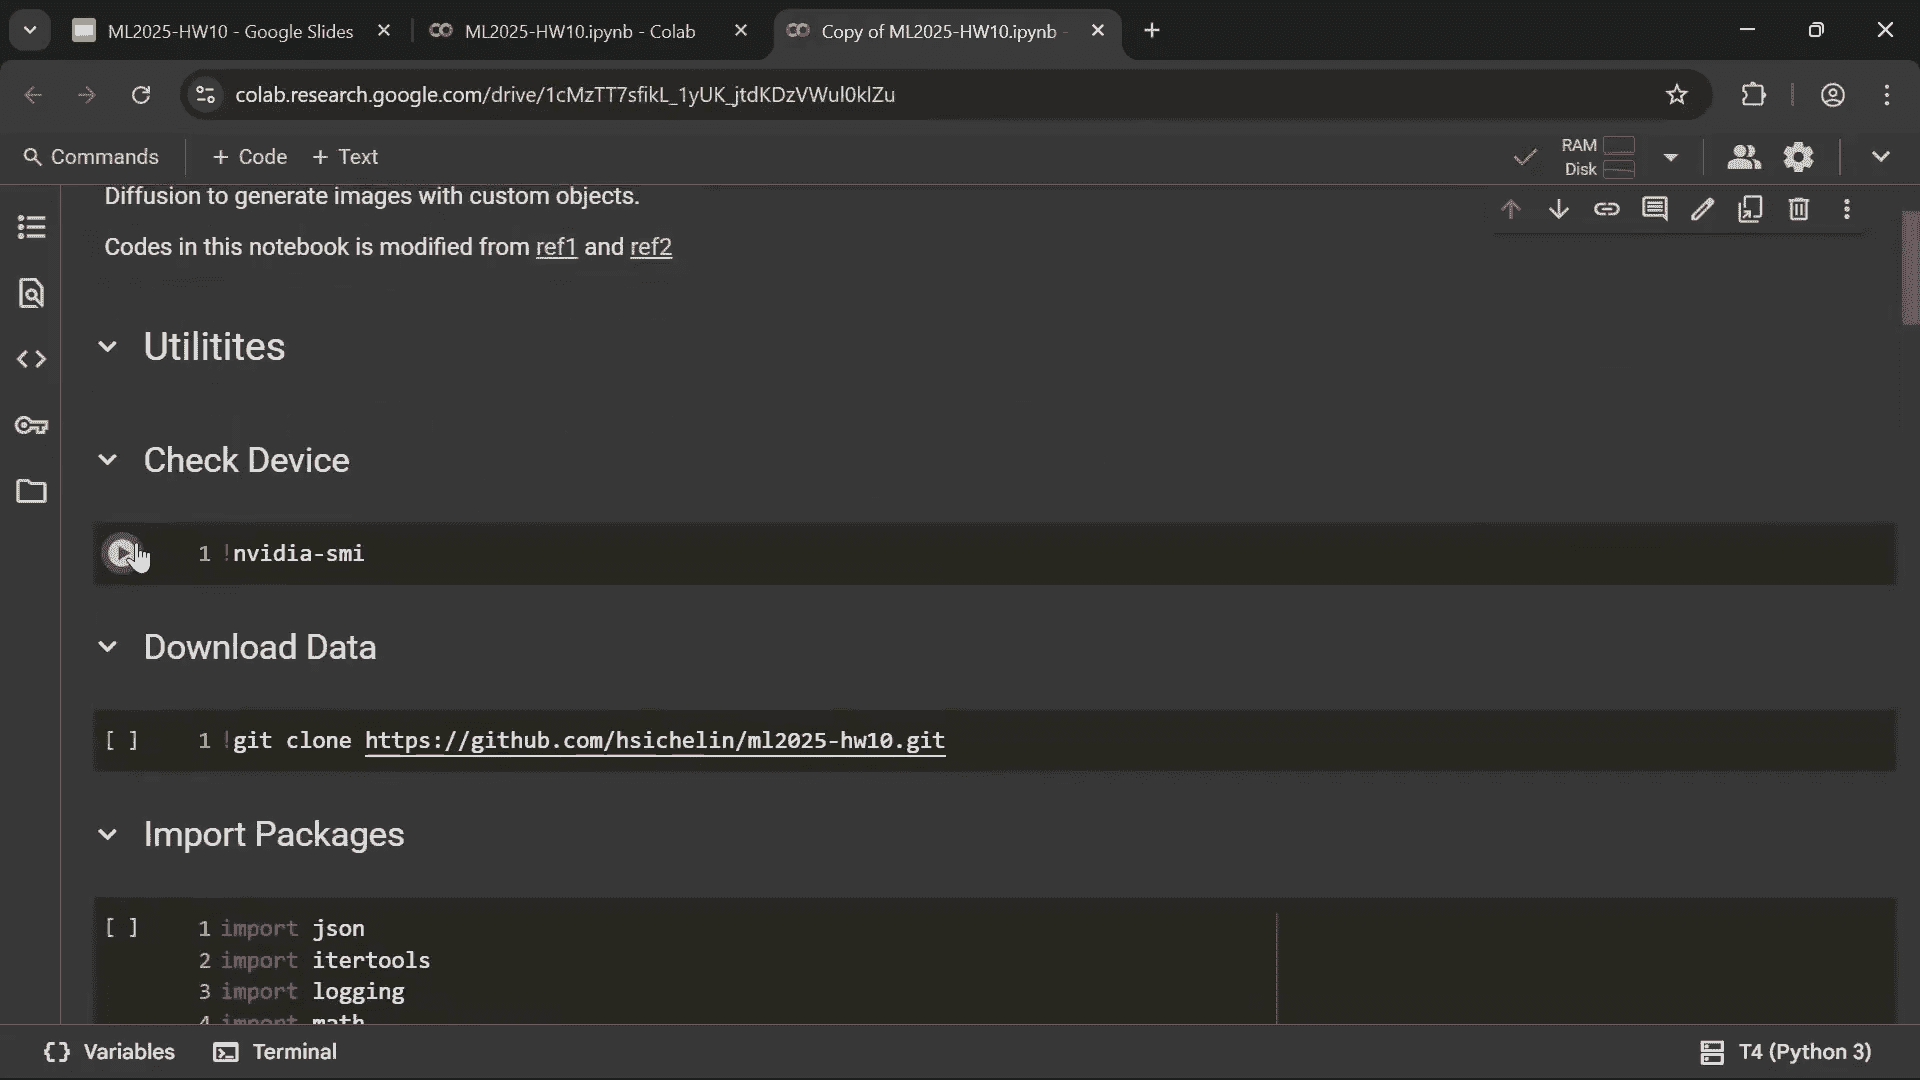 ML2025-HW10 - Google Slides
ML2025-HW10.ipynb - Colab
Copy of ML2025-HW10.ipynb -
colab.research.google.com/drive/1cMzTT7sfikL_1yUK_jtdKDzVWul0klZu
Commands
+ Code
+ Text
RAM
Disk
Diffusion to generate images with custom objects.
Codes in this notebook is modified from ref1 and ref2
Utilitites
Check Device
1 !nvidia-smi
Download Data
[ ] 1 !git clone https://github.com/hsichelin/ml2025-hw10.git
Import Packages
[ ] 1 import json
2 import itertools
3 import logging
4 import math
{} Variables
Terminal
T4 (Python 3)